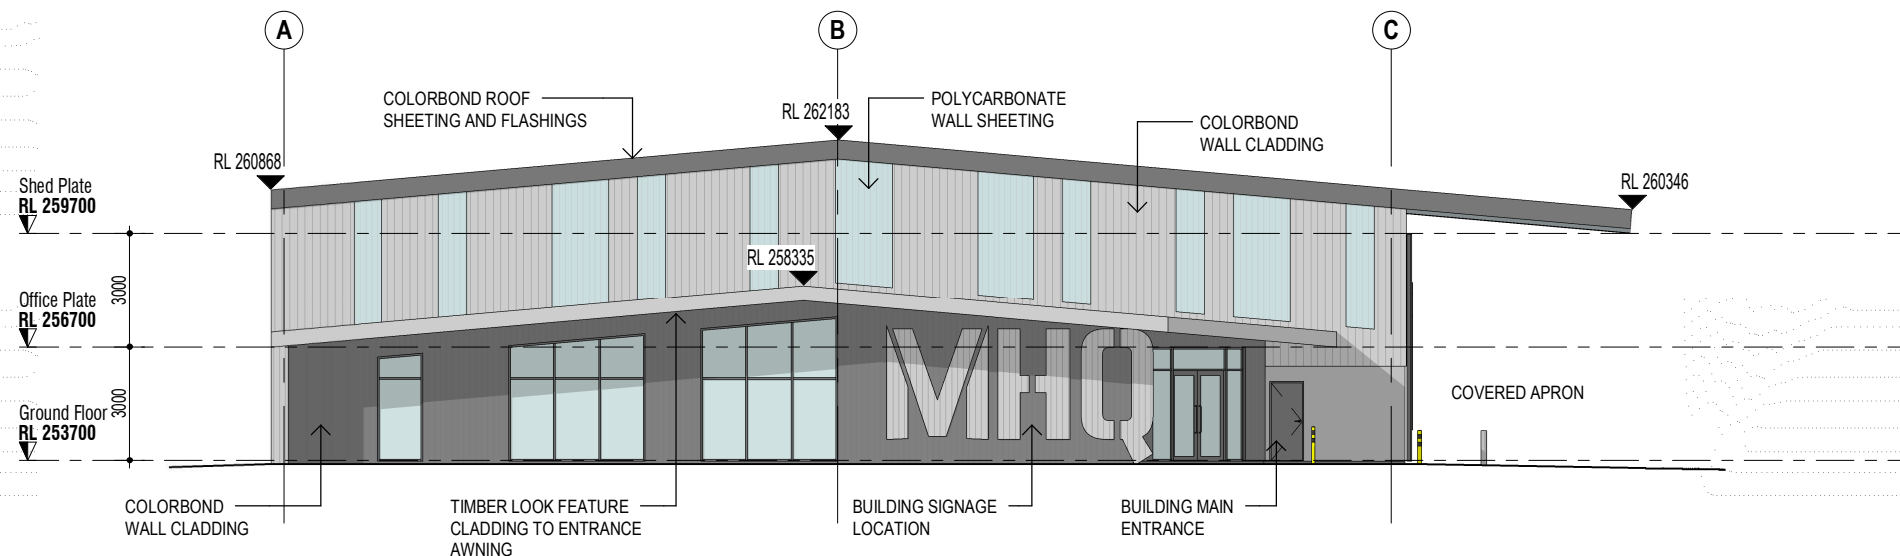 A
B
C
COLORBOND ROOF
SHEETING AND FLASHINGS
RL 262183
POLYCARBONATE
WALL SHEETING
COLORBOND
WALL CLADDING
RL 260868
RL 260346
Shed Plate
RL 259700
RL 258335
3000
Office Plate
RL 256700
VHQ
3000
COVERED APRON
Ground Floor
RL 253700
COLORBOND
WALL CLADDING
TIMBER LOOK FEATURE
CLADDING TO ENTRANCE
AWNING
BUILDING SIGNAGE
LOCATION
BUILDING MAIN
ENTRANCE